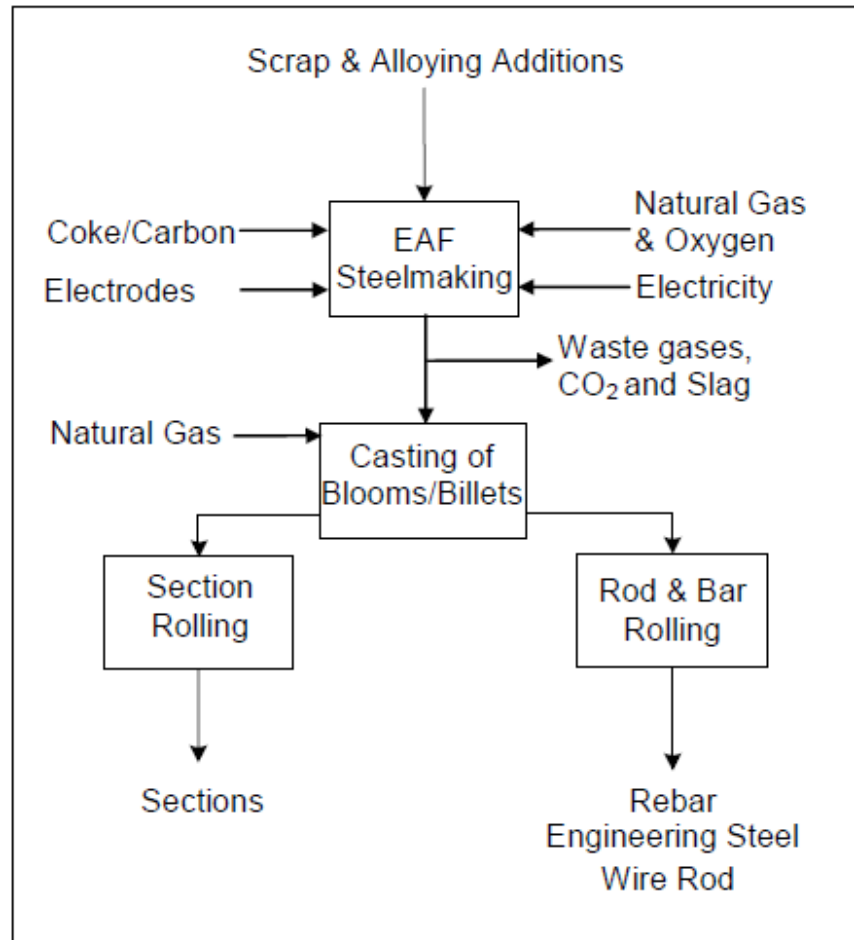 Scrap & Alloying Additions
Coke/Carbon
Electrodes
EAF
Steelmaking
Natural Gas
& Oxygen
Electricity
Waste gases,
CO₂ and Slag
Natural Gas
Casting of
Blooms/Billets
Section
Rolling
Rod & Bar
Rolling
Sections
Rebar
Engineering Steel
Wire Rod